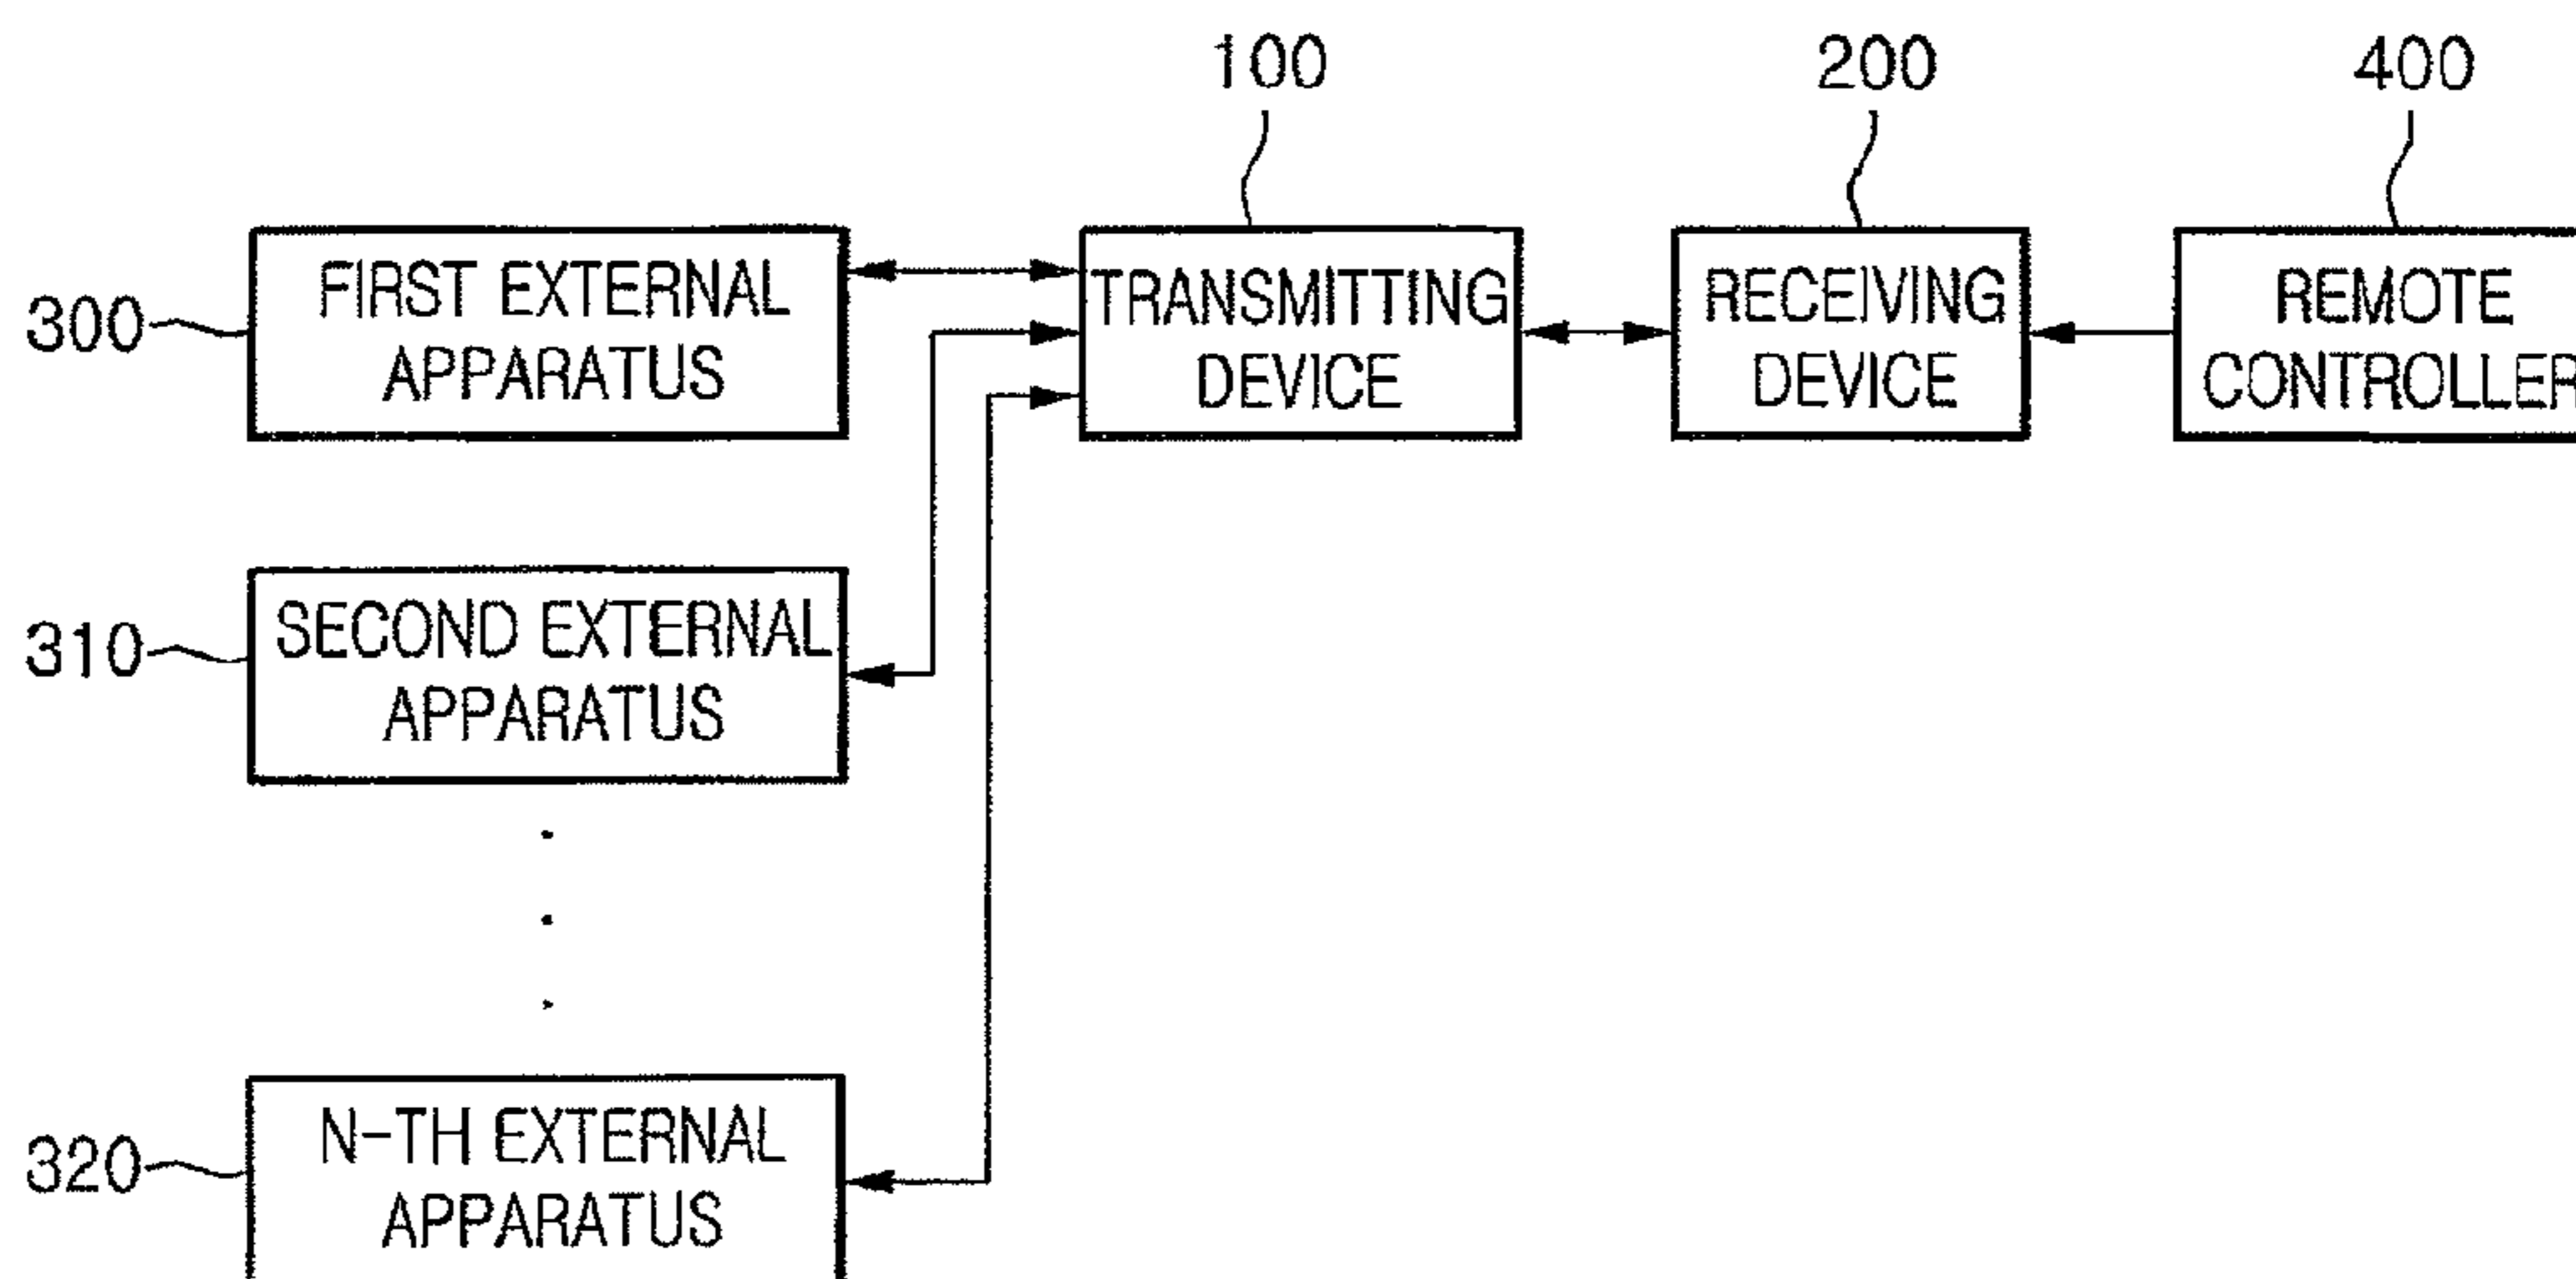 100
200
400
300
FIRST EXTERNAL
APPARATUS
TRANSMITTING
DEVICE
RECEIVING
DEVICE
REMOTE
CONTROLLER
310
SECOND EXTERNAL
APPARATUS
320
N-TH EXTERNAL
APPARATUS